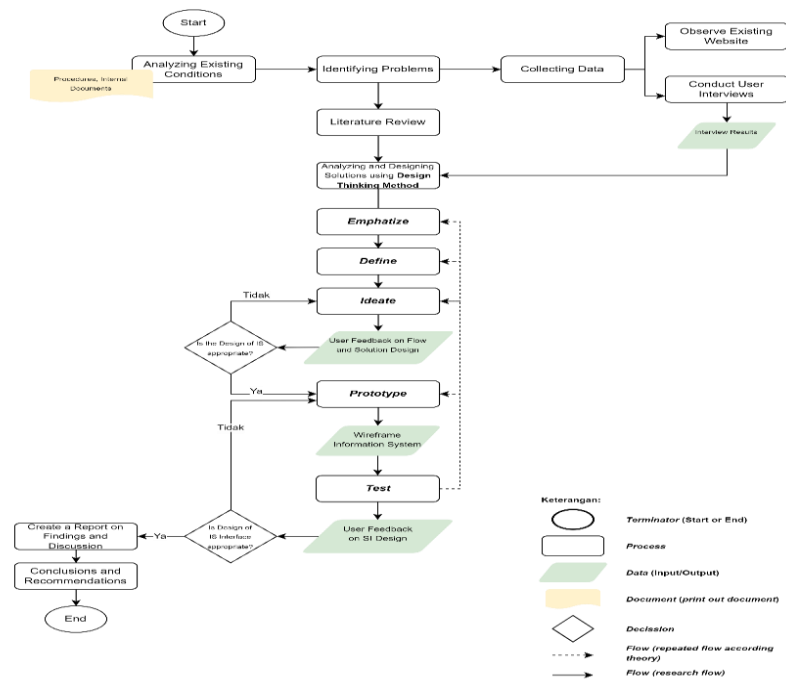 Start
Analyzing Existing
Conditions
Procedures, Internal
Documents
Identifying Problems
Collecting Data
Observe Existing
Website
Conduct User
Interviews
Interview Results
Literature Review
Analyzing and Designing
Solutions using Design
Thinking Method
Emphatize
Define
Ideate
Tidak
User Feedback on Flow
and Solution Design
Is the Design of IS
appropriate?
Ya
Prototype
Tidak
Wireframe
Information System
Test
User Feedback
on SI Design
Is Design of
IS Interface
appropriate?
Ya
Create a Report on
Findings and
Discussion
Conclusions and
Recommendations
End
Keterangan:
Terminator (Start or End)
Process
Data (Input/Output)
Document (print out document)
Decission
Flow (repeated flow according
theory)
Flow (research flow)